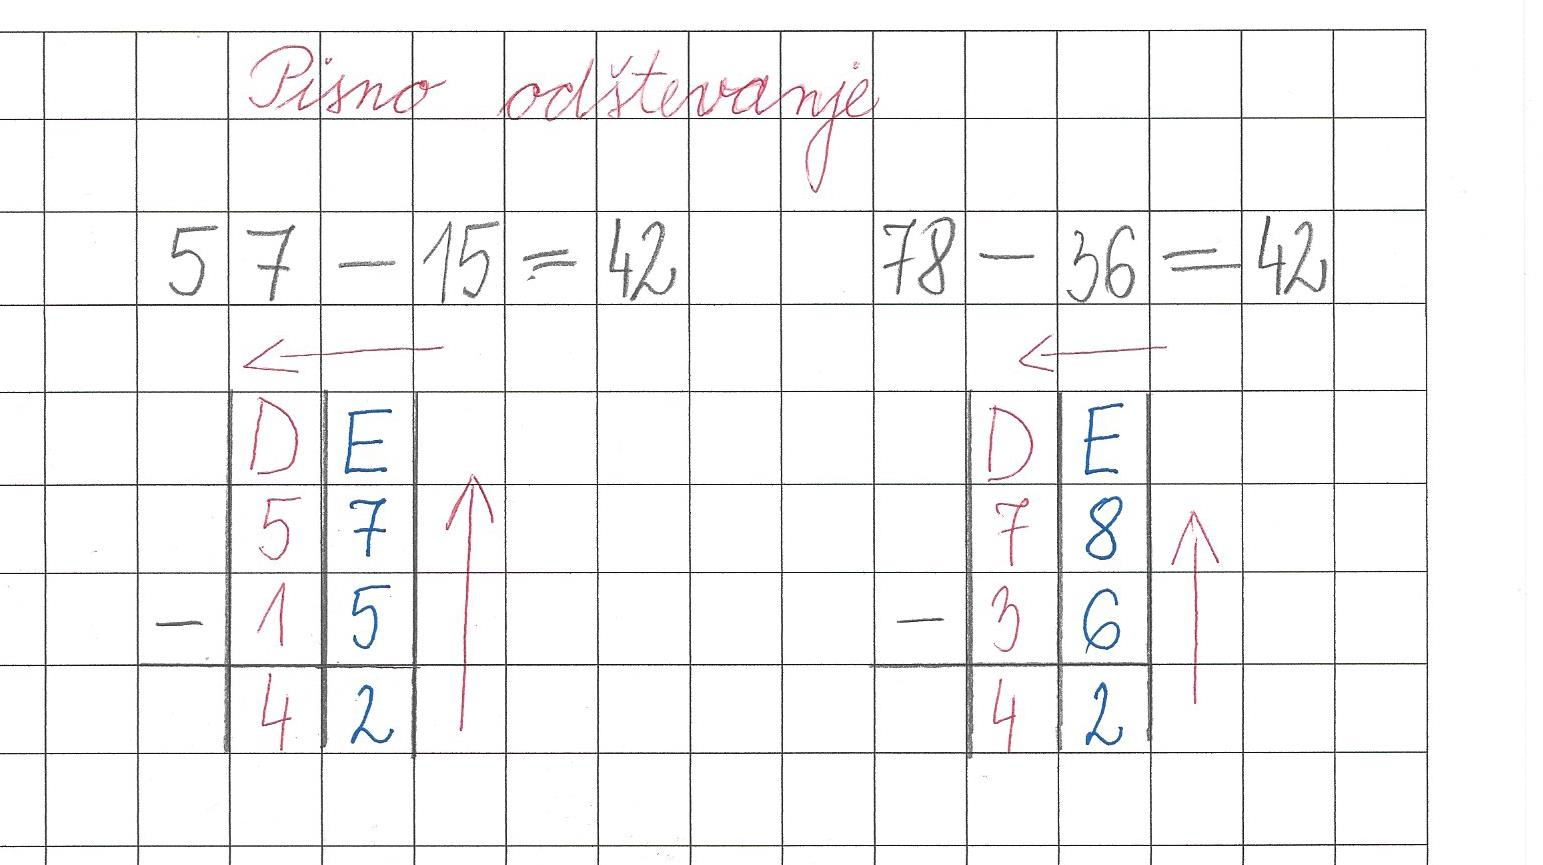 Pisno odštevanje
57 - 15 = 42 78 - 36 = 42
D E D E
5 7 7 8
- 1 5 - 3 6
4 2 4 2